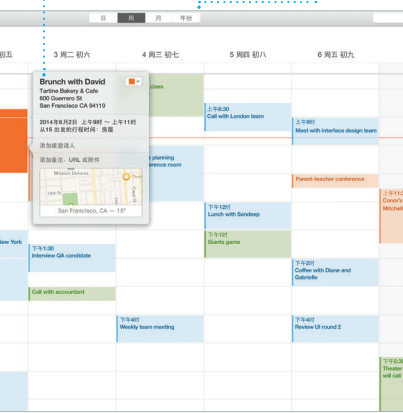 日 周 月 年份
初五
3 周二 初六
4 周三 初七
5 周四 初八
6 周五 初九
Brunch with David
Tartine Bakery & Cafe
600 Guerrero St
San Francisco CA 94110
2014年8月2日 上午9时 ～ 上午11时
从15 出发的行程时间：房屋
添加被邀请人
添加备注、URL 或附件
Mission Dolores
San Francisco, CA — 15°
class
planning
rence room
上午8:30
Call with London team
上午9时
Meet with interface design team
Parent-teacher conference
上午11:
Conor's
Mitchell
下午12时
Lunch with Sandeep
下午1时
Giants game
New York
下午1:30
Interview QA candidate
下午2时
Coffee with Diane and
Gabrielle
Call with accountant
下午4时
Weekly team meeting
下午4时
Review UI round 2
下午5:30
Theater
will call